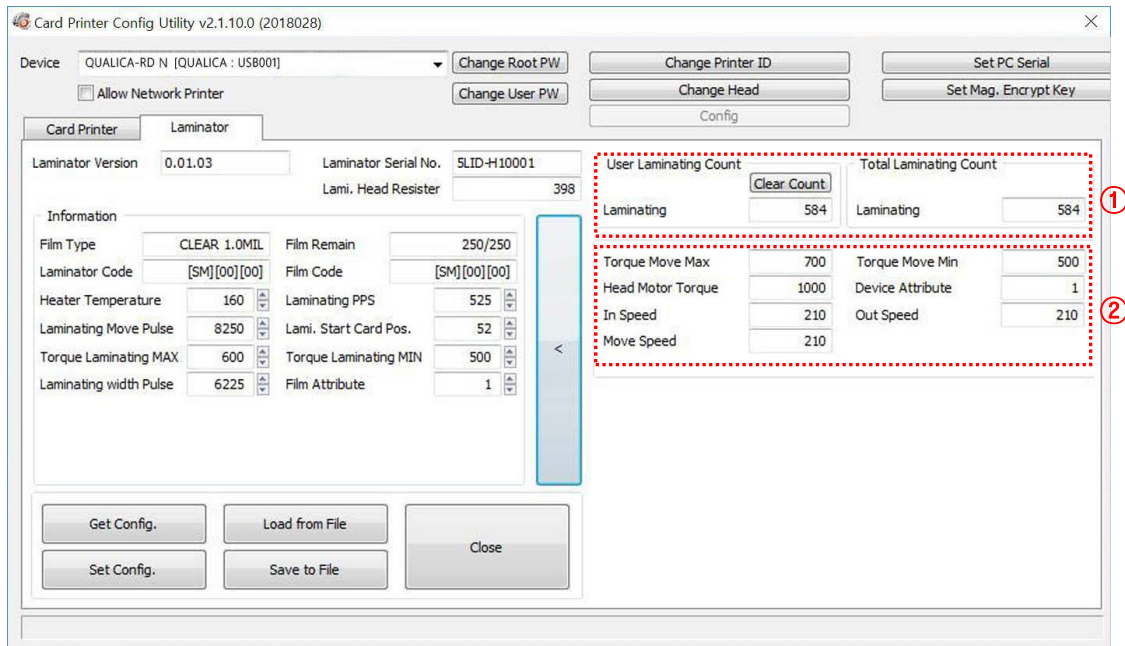 Card Printer Config Utility v2.1.10.0 (2018028)
Device QUALICA-RD N [QUALICA : USB001] Change Root PW Change Printer ID Set PC Serial
Allow Network Printer Change User PW Change Head Set Mag. Encrypt Key
Config
Card Printer Laminator
Laminator Version 0.01.03 Laminator Serial No. 5LID-H10001
Lami. Head Resister 398
Information
Film Type CLEAR 1.0MIL Film Remain 250/250
Laminator Code [SM][00][00] Film Code [SM][00][00]
Heater Temperature 160 Laminating PPS 525
Laminating Move Pulse 8250 Lami. Start Card Pos. 52
Torque Laminating MAX 600 Torque Laminating MIN 500
Laminating width Pulse 6225 Film Attribute 1
<
User Laminating Count Total Laminating Count
Clear Count
Laminating 584 Laminating 584
①
Torque Move Max 700 Torque Move Min 500
Head Motor Torque 1000 Device Attribute 1
In Speed 210 Out Speed 210
Move Speed 210
②
Get Config. Load from File Close
Set Config. Save to File